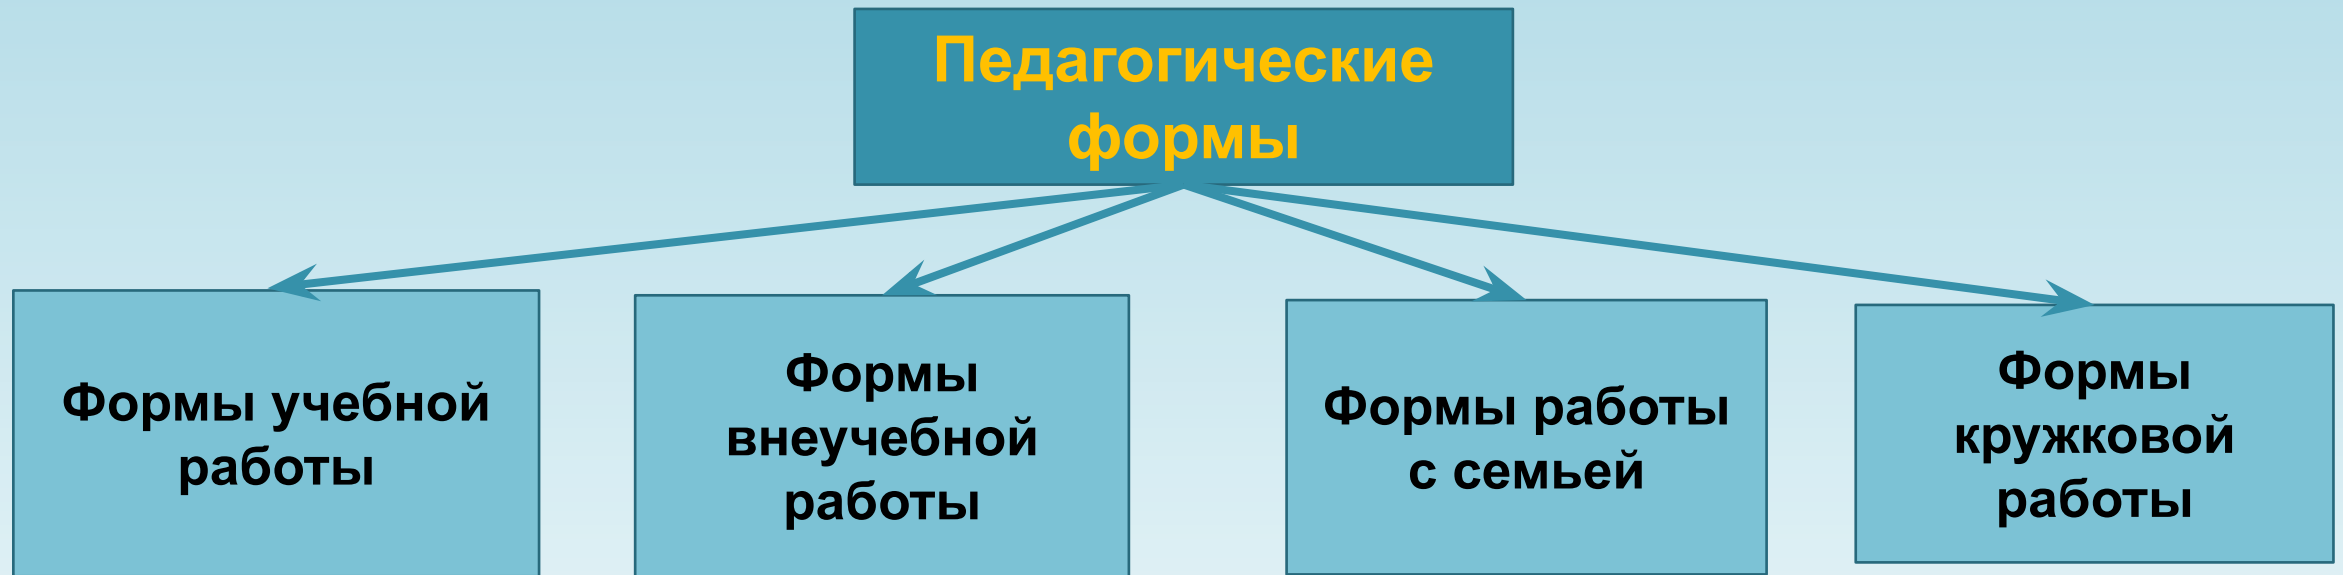 Педагогические
формы
Формы учебной
работы
Формы
внеучебной
работы
Формы работы
с семьей
Формы
кружковой
работы